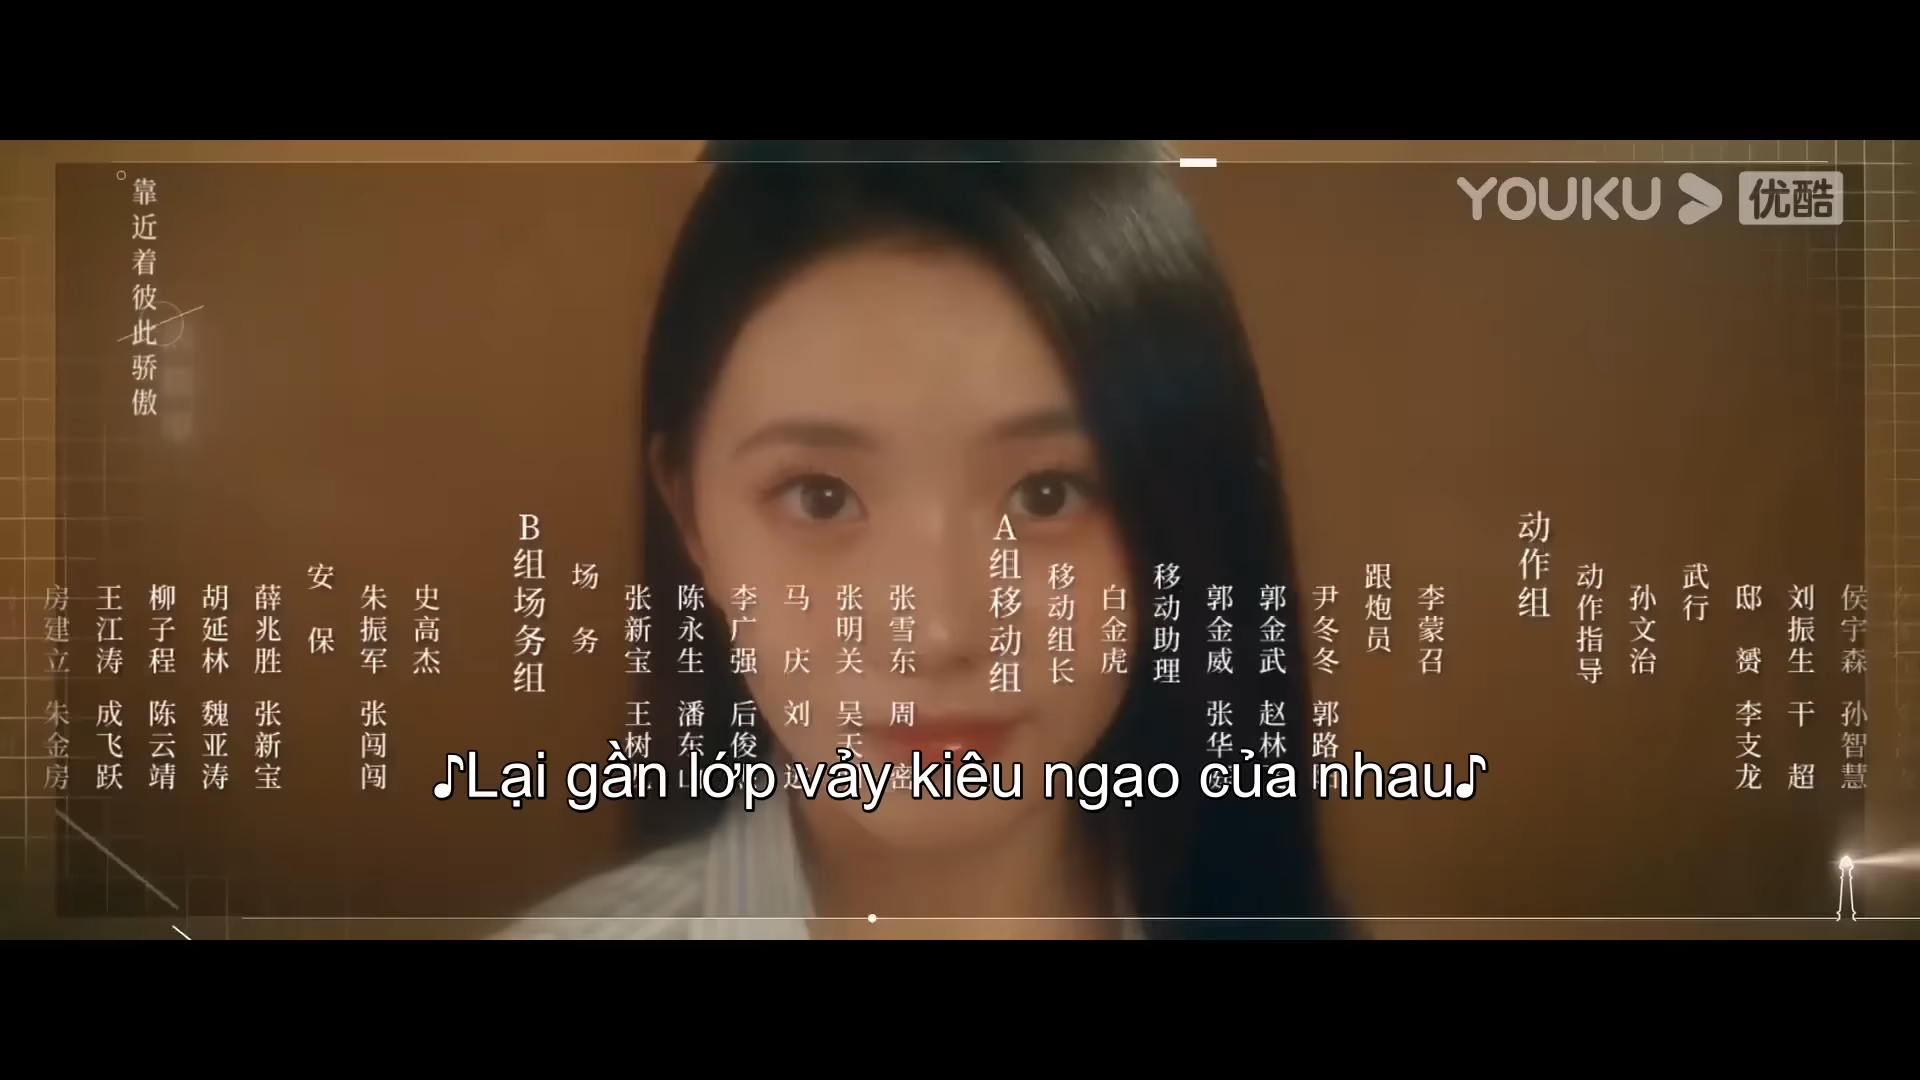 靠近着彼此骄傲
YOUKU 优酷
动作组
动作指导
孙文治
武行
邸赟 李支龙
刘振生 干超
侯宇森 孙智慧
A组移动组
移动组长
白金虎
移动助理
郭金威 张华
郭金武 赵林
尹冬冬 郭路
跟炮员
李蒙召
B组场务组
场务
张新宝 王树
陈永生 潘东
李广强 后俊
马庆 刘
张明关 吴天
张雪东 周密
安保
朱振军 张闯闯
史高杰
房建立 朱金房
王江涛 成飞跃
柳子程 陈云靖
胡延林 魏亚涛
薛兆胜 张新宝
♪Lại gần lớp vảy kiêu ngạo của nhau♪